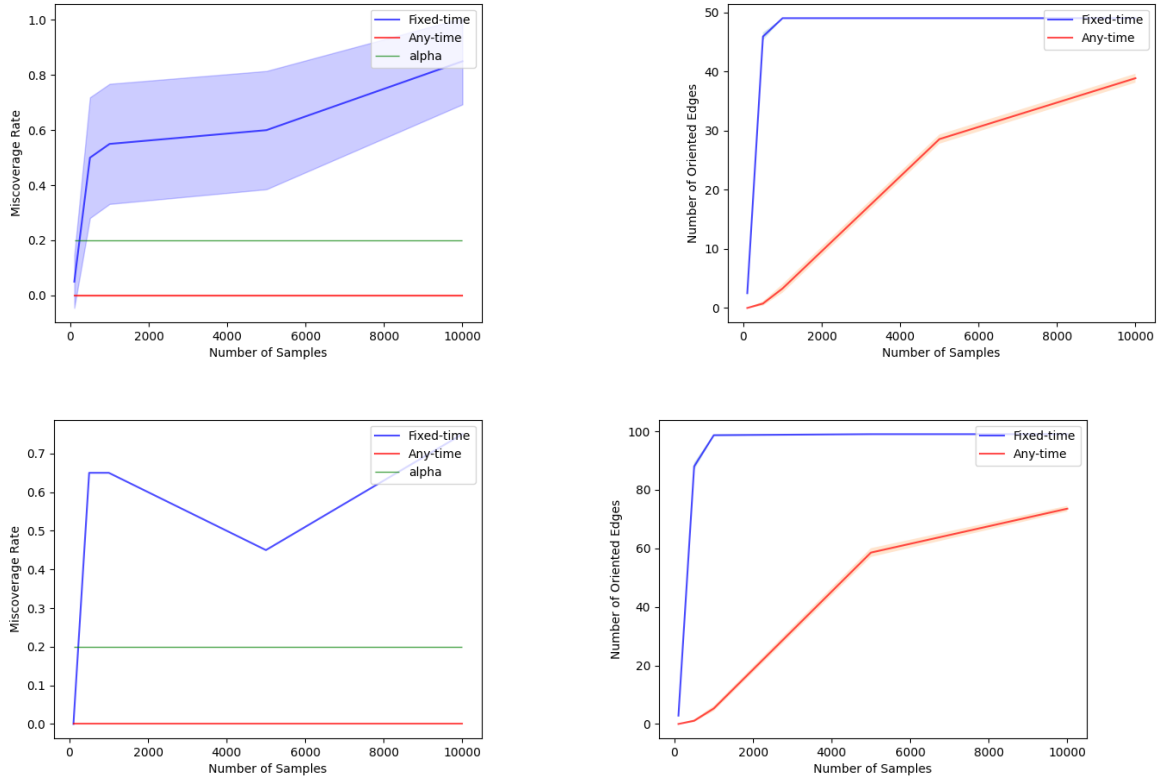 1.0
0.8
0.6
0.4
0.2
0.0
Miscoverage Rate
Fixed-time
Any-time
alpha
0
2000
4000
6000
8000
10000
Number of Samples
50
40
30
20
10
0
Number of Oriented Edges
Fixed-time
Any-time
0
2000
4000
6000
8000
10000
Number of Samples
0.7
0.6
0.5
0.4
0.3
0.2
0.1
0.0
Miscoverage Rate
Fixed-time
Any-time
alpha
0
2000
4000
6000
8000
10000
Number of Samples
100
80
60
40
20
0
Number of Oriented Edges
Fixed-time
Any-time
0
2000
4000
6000
8000
10000
Number of Samples